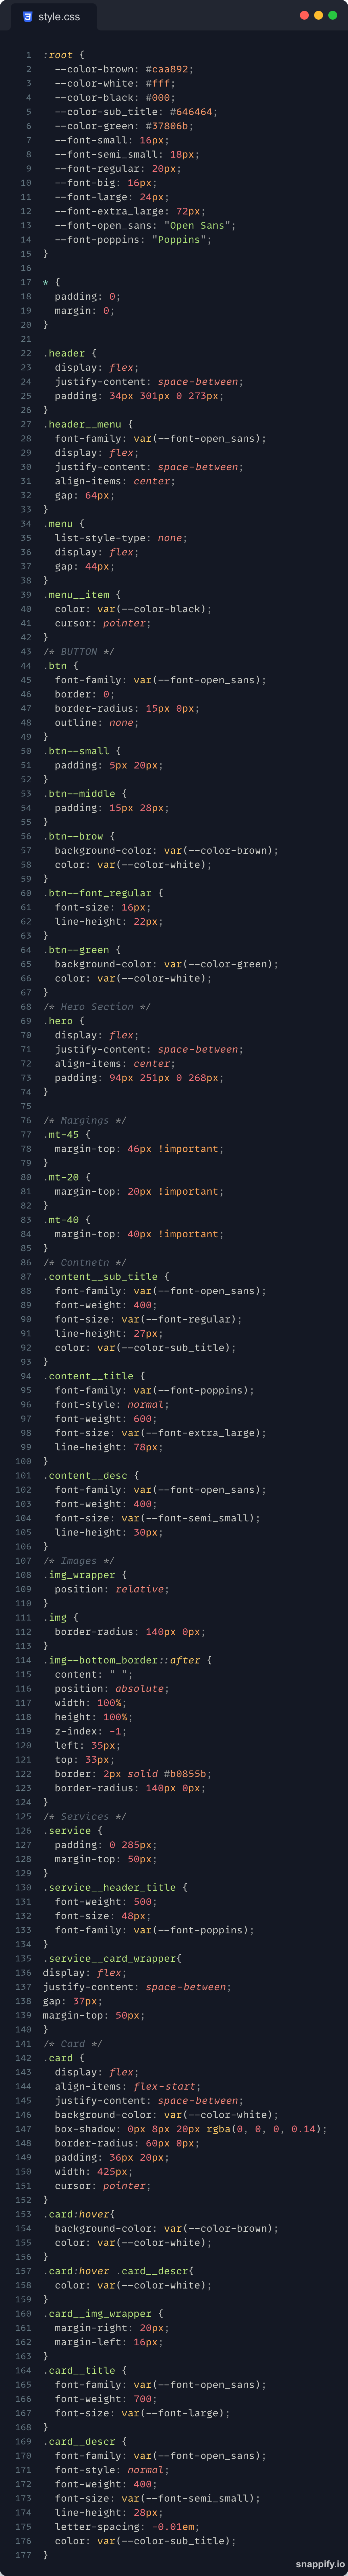 style.css
1 :root {
2   --color-brown: #caa892;
3   --color-white: #fff;
4   --color-black: #000;
5   --color-sub_title: #646464;
6   --color-green: #37806b;
7   --font-small: 16px;
8   --font-semi_small: 18px;
9   --font-regular: 20px;
10   --font-big: 16px;
11   --font-large: 24px;
12   --font-extra_large: 72px;
13   --font-open_sans: "Open Sans";
14   --font-poppins: "Poppins";
15 }
16
17 * {
18   padding: 0;
19   margin: 0;
20 }
21
22 .header {
23   display: flex;
24   justify-content: space-between;
25   padding: 34px 301px 0 273px;
26 }
27 .header__menu {
28   font-family: var(--font-open_sans);
29   display: flex;
30   justify-content: space-between;
31   align-items: center;
32   gap: 64px;
33 }
34 .menu {
35   list-style-type: none;
36   display: flex;
37   gap: 44px;
38 }
39 .menu__item {
40   color: var(--color-black);
41   cursor: pointer;
42 }
43 /* BUTTON */
44 .btn {
45   font-family: var(--font-open_sans);
46   border: 0;
47   border-radius: 15px 0px;
48   outline: none;
49 }
50 .btn--small {
51   padding: 5px 20px;
52 }
53 .btn--middle {
54   padding: 15px 28px;
55 }
56 .btn--brow {
57   background-color: var(--color-brown);
58   color: var(--color-white);
59 }
60 .btn--font_regular {
61   font-size: 16px;
62   line-height: 22px;
63 }
64 .btn--green {
65   background-color: var(--color-green);
66   color: var(--color-white);
67 }
68 /* Hero Section */
69 .hero {
70   display: flex;
71   justify-content: space-between;
72   align-items: center;
73   padding: 94px 251px 0 268px;
74 }
75
76 /* Margings */
77 .mt-45 {
78   margin-top: 46px !important;
79 }
80 .mt-20 {
81   margin-top: 20px !important;
82 }
83 .mt-40 {
84   margin-top: 40px !important;
85 }
86 /* Contnetn */
87 .content__sub_title {
88   font-family: var(--font-open_sans);
89   font-weight: 400;
90   font-size: var(--font-regular);
91   line-height: 27px;
92   color: var(--color-sub_title);
93 }
94 .content__title {
95   font-family: var(--font-poppins);
96   font-style: normal;
97   font-weight: 600;
98   font-size: var(--font-extra_large);
99   line-height: 78px;
100 }
101 .content__desc {
102   font-family: var(--font-open_sans);
103   font-weight: 400;
104   font-size: var(--font-semi_small);
105   line-height: 30px;
106 }
107 /* Images */
108 .img_wrapper {
109   position: relative;
110 }
111 .img {
112   border-radius: 140px 0px;
113 }
114 .img--bottom_border::after {
115   content: " ";
116   position: absolute;
117   width: 100%;
118   height: 100%;
119   z-index: -1;
120   left: 35px;
121   top: 33px;
122   border: 2px solid #b0855b;
123   border-radius: 140px 0px;
124 }
125 /* Services */
126 .service {
127   padding: 0 285px;
128   margin-top: 50px;
129 }
130 .service__header_title {
131   font-weight: 500;
132   font-size: 48px;
133   font-family: var(--font-poppins);
134 }
135 .service__card_wrapper{
136 display: flex;
137 justify-content: space-between;
138 gap: 37px;
139 margin-top: 50px;
140 }
141 /* Card */
142 .card {
143   display: flex;
144   align-items: flex-start;
145   justify-content: space-between;
146   background-color: var(--color-white);
147   box-shadow: 0px 8px 20px rgba(0, 0, 0, 0.14);
148   border-radius: 60px 0px;
149   padding: 36px 20px;
150   width: 425px;
151   cursor: pointer;
152 }
153 .card:hover{
154   background-color: var(--color-brown);
155   color: var(--color-white);
156 }
157 .card:hover .card__descr{
158   color: var(--color-white);
159 }
160 .card__img_wrapper {
161   margin-right: 20px;
162   margin-left: 16px;
163 }
164 .card__title {
165   font-family: var(--font-open_sans);
166   font-weight: 700;
167   font-size: var(--font-large);
168 }
169 .card__descr {
170   font-family: var(--font-open_sans);
171   font-style: normal;
172   font-weight: 400;
173   font-size: var(--font-semi_small);
174   line-height: 28px;
175   letter-spacing: -0.01em;
176   color: var(--color-sub_title);
177 }
snappify.io